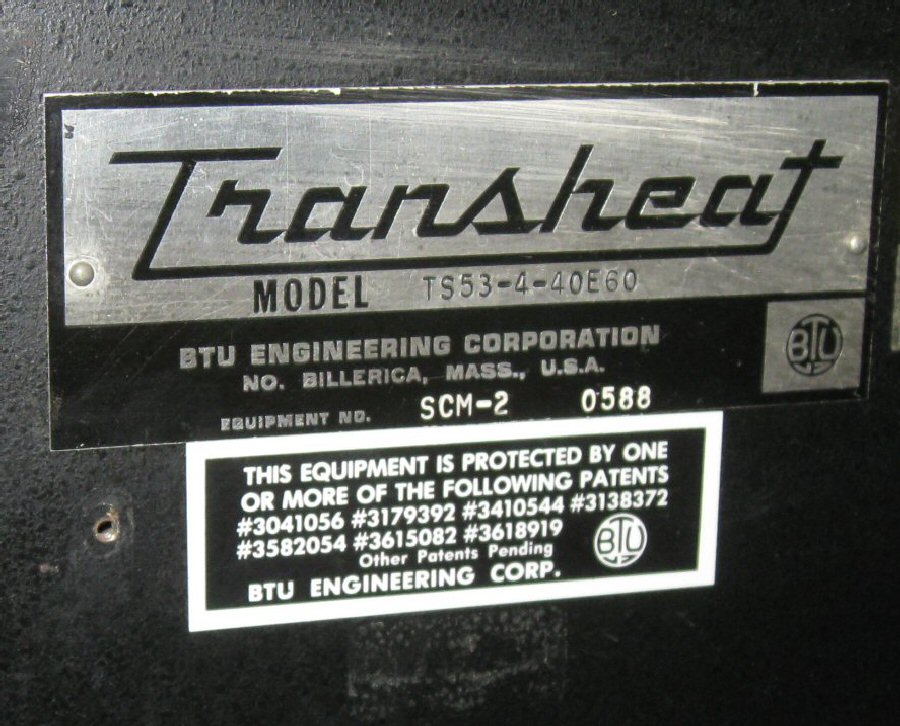 Transheat
MODEL TS53-4-40E60
BTU ENGINEERING CORPORATION
NO. BILLERICA, MASS., U.S.A.
BTU
EQUIPMENT NO. SCM-2 0588
THIS EQUIPMENT IS PROTECTED BY ONE
OR MORE OF THE FOLLOWING PATENTS
#3041056 #3179392 #3410544 #3138372
#3582054 #3615082 #3618919
Other Patents Pending
BTU ENGINEERING CORP.
BTU